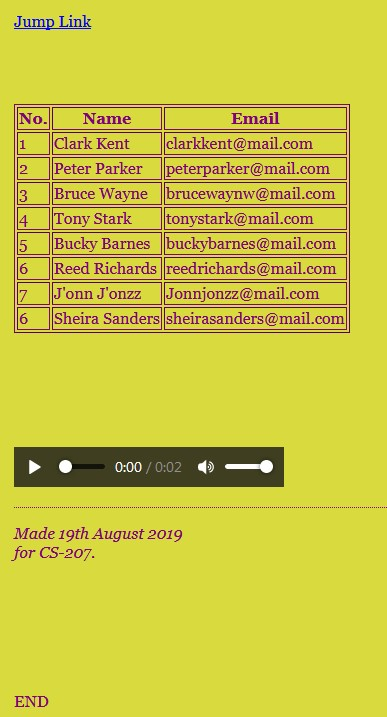 Jump Link
No. Name Email
1 Clark Kent clarkkent@mail.com
2 Peter Parker peterparker@mail.com
3 Bruce Wayne brucewaynw@mail.com
4 Tony Stark tonystark@mail.com
5 Bucky Barnes buckybarnes@mail.com
6 Reed Richards reedrichards@mail.com
7 J'onn J'onzz Jonnjonzz@mail.com
6 Sheira Sanders sheirasanders@mail.com
0:00 / 0:02
Made 19th August 2019
for CS-207.
END